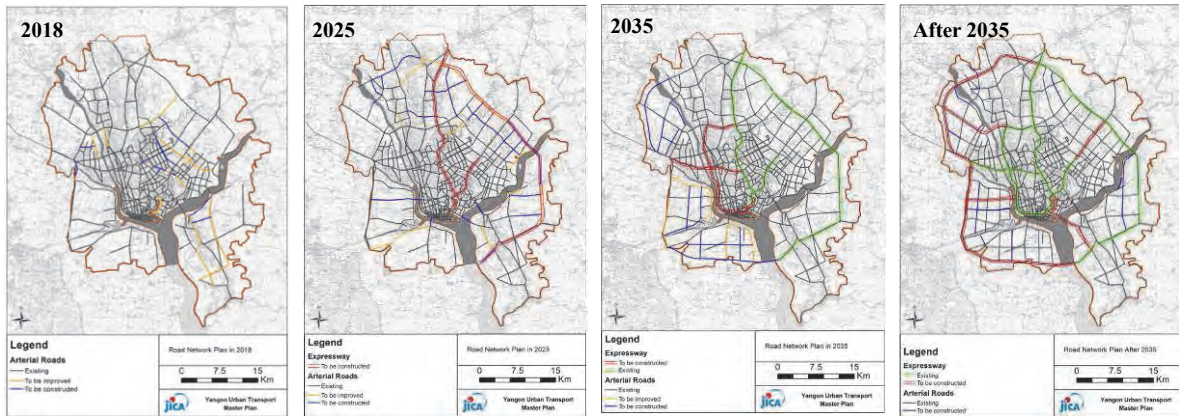 2018
Legend
Arterial Roads
Existing
To be improved
To be constructed
Road Network Plan in 2018
0 7.5 15
Km
JICA
Yangon Urban Transport
Master Plan
2025
Legend
Expressway
To be constructed
Arterial Roads
Existing
To be improved
To be constructed
Road Network Plan in 2025
0 7.5 15
Km
JICA
Yangon Urban Transport
Master Plan
2035
Legend
Expressway
To be constructed
Existing
Arterial Roads
Existing
To be improved
To be constructed
Road Network Plan in 2035
0 7.5 15
Km
JICA
Yangon Urban Transport
Master Plan
After 2035
Legend
Expressway
Existing
To be constructed
Arterial Roads
Existing
To be constructed
Road Network Plan After 2035
0 7.5 15
Km
JICA
Yangon Urban Transport
Master Plan